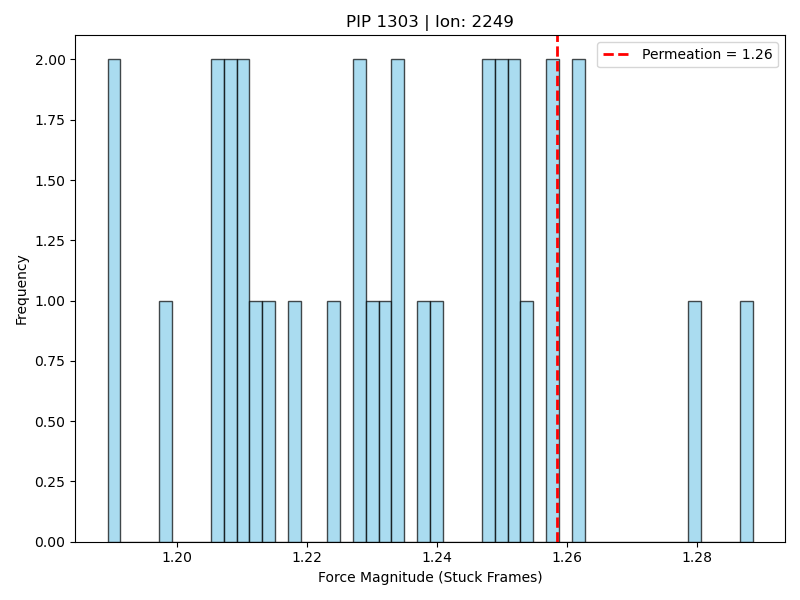 PIP 1303 | Ion: 2249
Permeation = 1.26
2.00
1.75
1.50
1.25
1.00
0.75
0.50
0.25
0.00
Frequency
1.20 1.22 1.24 1.26 1.28
Force Magnitude (Stuck Frames)